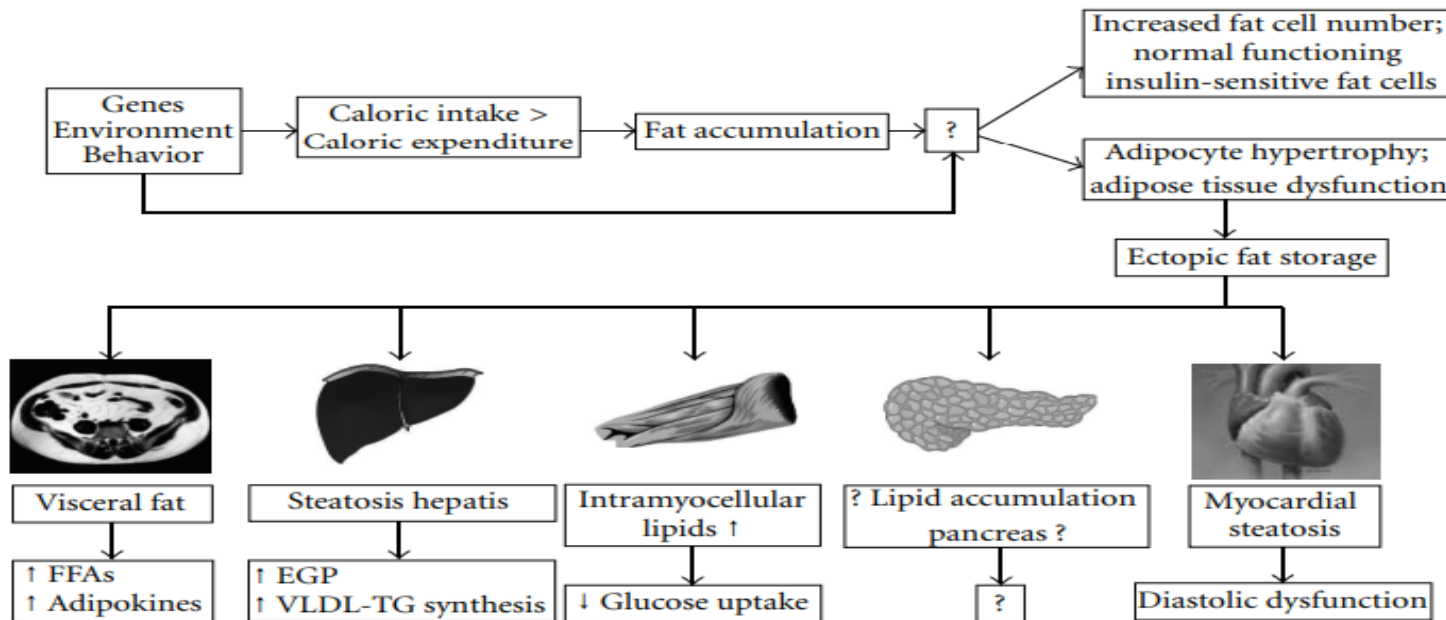 Increased fat cell number;
normal functioning
insulin-sensitive fat cells
Genes
Environment
Behavior
Caloric intake >
Caloric expenditure
Fat accumulation
?
Adipocyte hypertrophy;
adipose tissue dysfunction
Ectopic fat storage
Visceral fat
↑ FFAs
↑ Adipokines
Steatosis hepatis
↑ EGP
↑ VLDL-TG synthesis
Intramyocellular
lipids ↑
↓ Glucose uptake
? Lipid accumulation
pancreas ?
?
Myocardial
steatosis
Diastolic dysfunction